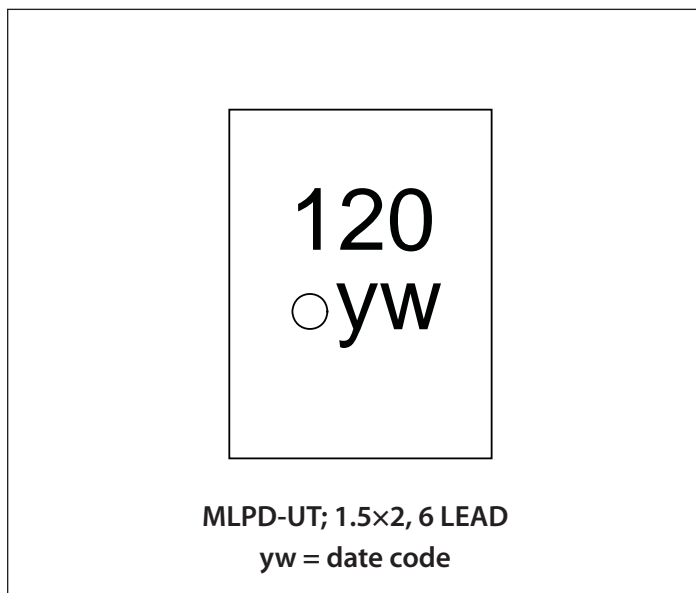 120
yw
MLPD-UT; 1.5×2, 6 LEAD
yw = date code